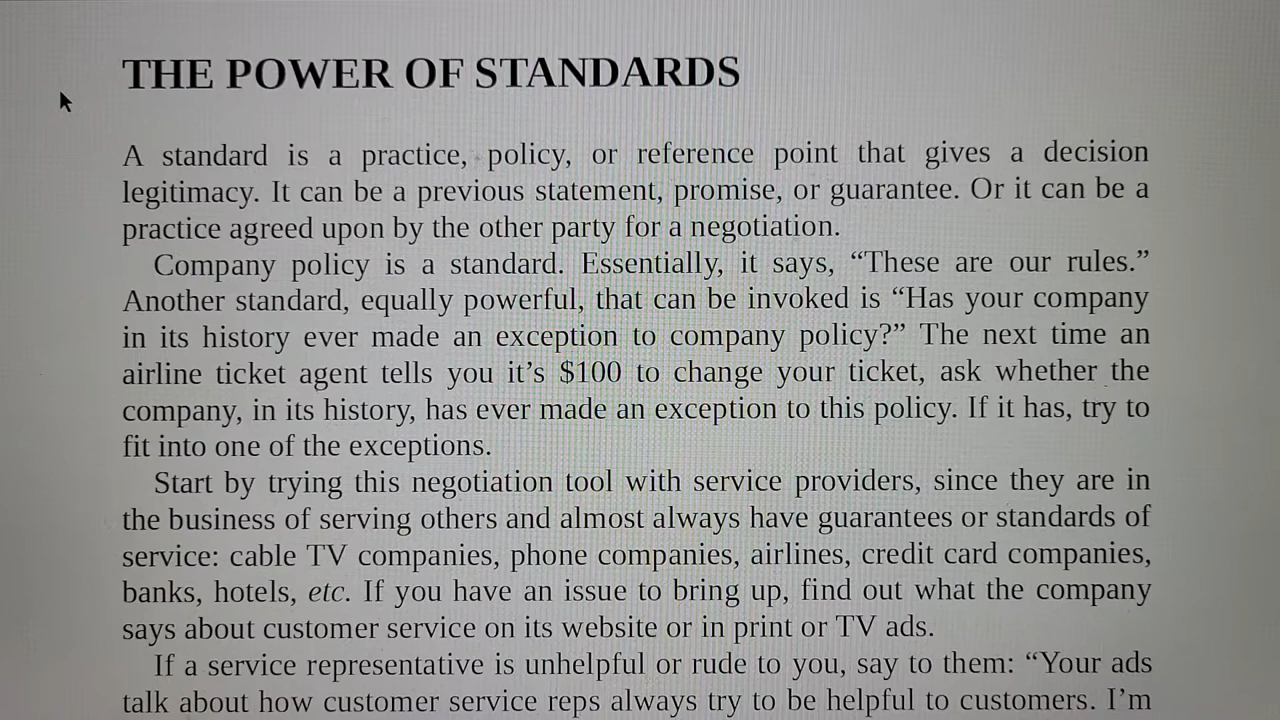 THE POWER OF STANDARDS
A standard is a practice, policy, or reference point that gives a decision
legitimacy. It can be a previous statement, promise, or guarantee. Or it can be a
practice agreed upon by the other party for a negotiation.
Company policy is a standard. Essentially, it says, “These are our rules.”
Another standard, equally powerful, that can be invoked is “Has your company
in its history ever made an exception to company policy?” The next time an
airline ticket agent tells you it’s $100 to change your ticket, ask whether the
company, in its history, has ever made an exception to this policy. If it has, try to
fit into one of the exceptions.
Start by trying this negotiation tool with service providers, since they are in
the business of serving others and almost always have guarantees or standards of
service: cable TV companies, phone companies, airlines, credit card companies,
banks, hotels, etc. If you have an issue to bring up, find out what the company
says about customer service on its website or in print or TV ads.
If a service representative is unhelpful or rude to you, say to them: “Your ads
talk about how customer service reps always try to be helpful to customers. I’m